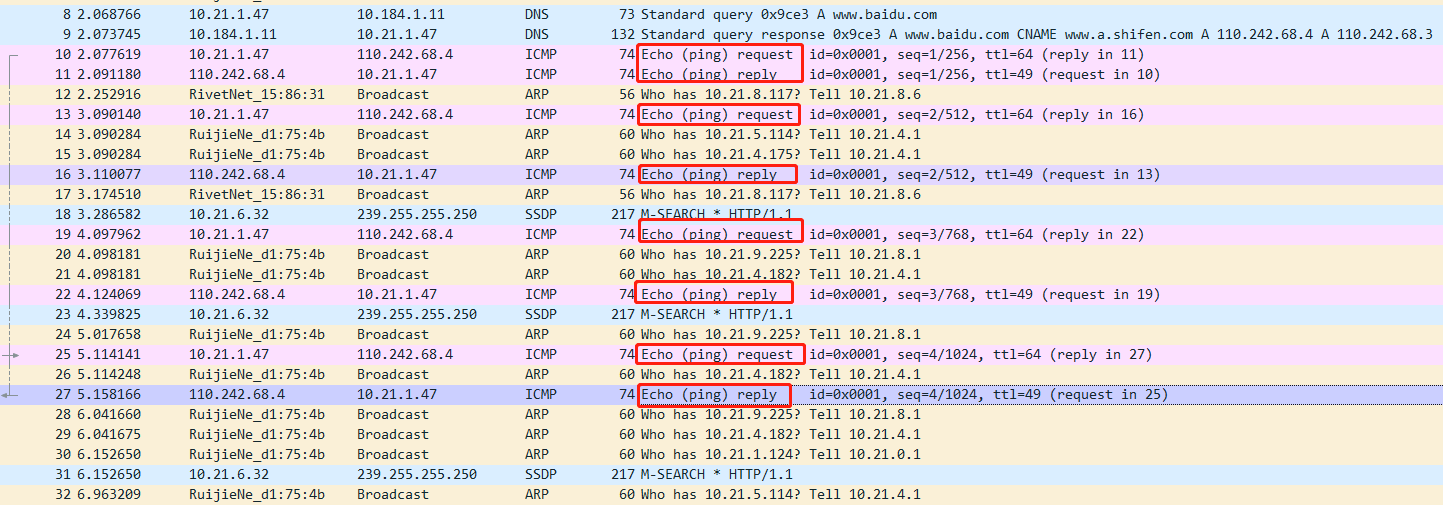 8 2.068766 10.21.1.47 10.184.1.11 DNS 73 Standard query 0x9ce3 A www.baidu.com
9 2.073745 10.184.1.11 10.21.1.47 DNS 132 Standard query response 0x9ce3 A www.baidu.com CNAME www.a.shifen.com A 110.242.68.4 A 110.242.68.3
10 2.077619 10.21.1.47 110.242.68.4 ICMP 74 Echo (ping) request id=0x0001, seq=1/256, ttl=64 (reply in 11)
11 2.091180 110.242.68.4 10.21.1.47 ICMP 74 Echo (ping) reply id=0x0001, seq=1/256, ttl=49 (request in 10)
12 2.252916 RivetNet_15:86:31 Broadcast ARP 56 Who has 10.21.8.117? Tell 10.21.8.6
13 3.090140 10.21.1.47 110.242.68.4 ICMP 74 Echo (ping) request id=0x0001, seq=2/512, ttl=64 (reply in 16)
14 3.090284 RuijieNe_d1:75:4b Broadcast ARP 60 Who has 10.21.5.114? Tell 10.21.4.1
15 3.090284 RuijieNe_d1:75:4b Broadcast ARP 60 Who has 10.21.4.175? Tell 10.21.4.1
16 3.110077 110.242.68.4 10.21.1.47 ICMP 74 Echo (ping) reply id=0x0001, seq=2/512, ttl=49 (request in 13)
17 3.174510 RivetNet_15:86:31 Broadcast ARP 56 Who has 10.21.8.117? Tell 10.21.8.6
18 3.286582 10.21.6.32 239.255.255.250 SSDP 217 M-SEARCH * HTTP/1.1
19 4.097962 10.21.1.47 110.242.68.4 ICMP 74 Echo (ping) request id=0x0001, seq=3/768, ttl=64 (reply in 22)
20 4.098181 RuijieNe_d1:75:4b Broadcast ARP 60 Who has 10.21.9.225? Tell 10.21.8.1
21 4.098181 RuijieNe_d1:75:4b Broadcast ARP 60 Who has 10.21.4.182? Tell 10.21.4.1
22 4.124069 110.242.68.4 10.21.1.47 ICMP 74 Echo (ping) reply id=0x0001, seq=3/768, ttl=49 (request in 19)
23 4.339825 10.21.6.32 239.255.255.250 SSDP 217 M-SEARCH * HTTP/1.1
24 5.017658 RuijieNe_d1:75:4b Broadcast ARP 60 Who has 10.21.9.225? Tell 10.21.8.1
25 5.114141 10.21.1.47 110.242.68.4 ICMP 74 Echo (ping) request id=0x0001, seq=4/1024, ttl=64 (reply in 27)
26 5.114248 RuijieNe_d1:75:4b Broadcast ARP 60 Who has 10.21.4.182? Tell 10.21.4.1
27 5.158166 110.242.68.4 10.21.1.47 ICMP 74 Echo (ping) reply id=0x0001, seq=4/1024, ttl=49 (request in 25)
28 6.041660 RuijieNe_d1:75:4b Broadcast ARP 60 Who has 10.21.9.225? Tell 10.21.8.1
29 6.041675 RuijieNe_d1:75:4b Broadcast ARP 60 Who has 10.21.4.182? Tell 10.21.4.1
30 6.152650 RuijieNe_d1:75:4b Broadcast ARP 60 Who has 10.21.1.124? Tell 10.21.0.1
31 6.152650 10.21.6.32 239.255.255.250 SSDP 217 M-SEARCH * HTTP/1.1
32 6.963209 RuijieNe_d1:75:4b Broadcast ARP 60 Who has 10.21.5.114? Tell 10.21.4.1